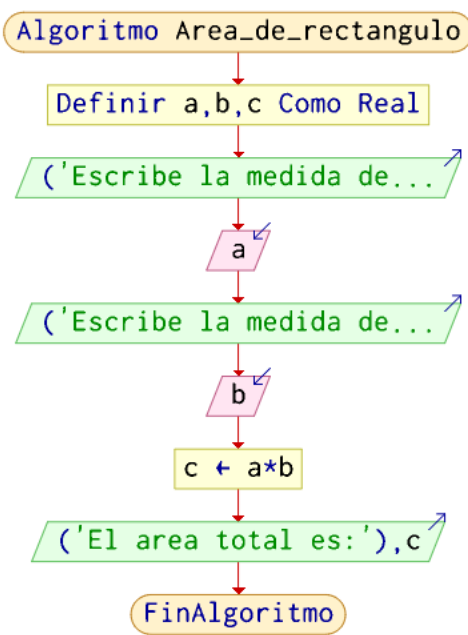 Algoritmo Area_de_rectangulo
Definir a,b,c Como Real
('Escribe la medida de...
a
('Escribe la medida de...
b
c ← a*b
('El area total es:'),c
FinAlgoritmo